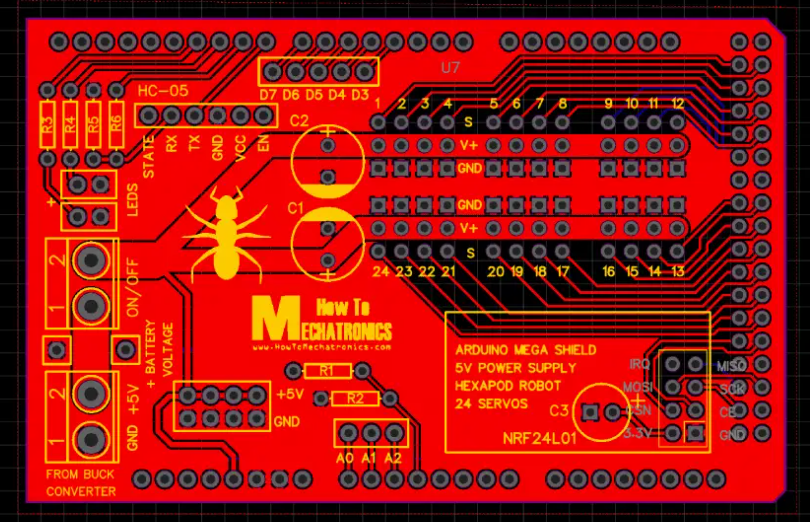 U7
HC-05
D7 D6 D5 D4 D3
1 2 3 4 5 6 7 8 9 10 11 12
R3 R4 R5 R6
STATE RX TX GND VCC EN
C2
S
V+
GND
+
LEDS
C1
GND
V+
S
24 23 22 21 20 19 18 17 16 15 14 13
2
1
ON/OFF
How To
MECHATRONICS
www.HowToMechatronics.com
+ BATTERY
VOLTAGE
R1
R2
+5V
GND
2
1
+5V
GND
A0 A1 A2
FROM BUCK
CONVERTER
ARDUINO MEGA SHIELD
5V POWER SUPPLY
HEXAPOD ROBOT
24 SERVOS
C3
+
NRF24L01
IRQ MISO
MOSI SCK
CSN CE
3.3V GND